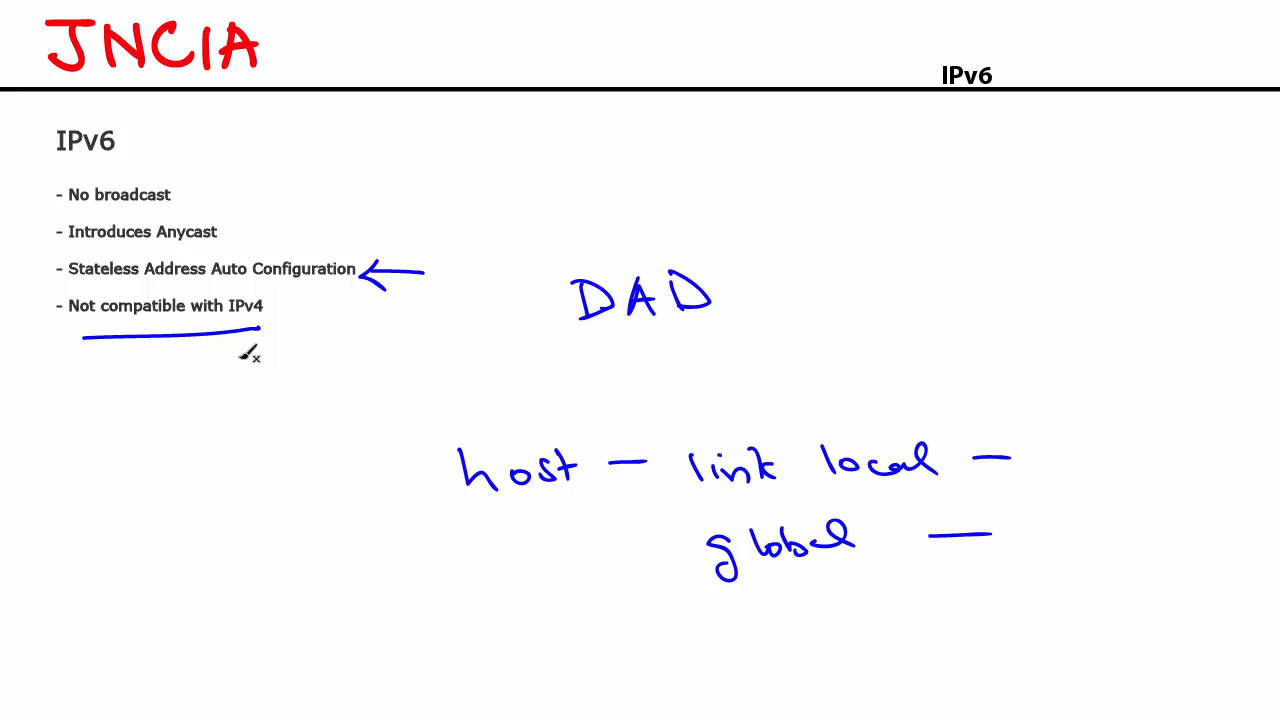 JNCIA
IPv6
IPv6
- No broadcast
- Introduces Anycast
- Stateless Address Auto Configuration
- Not compatible with IPv4
DAD
host – link local –
global –